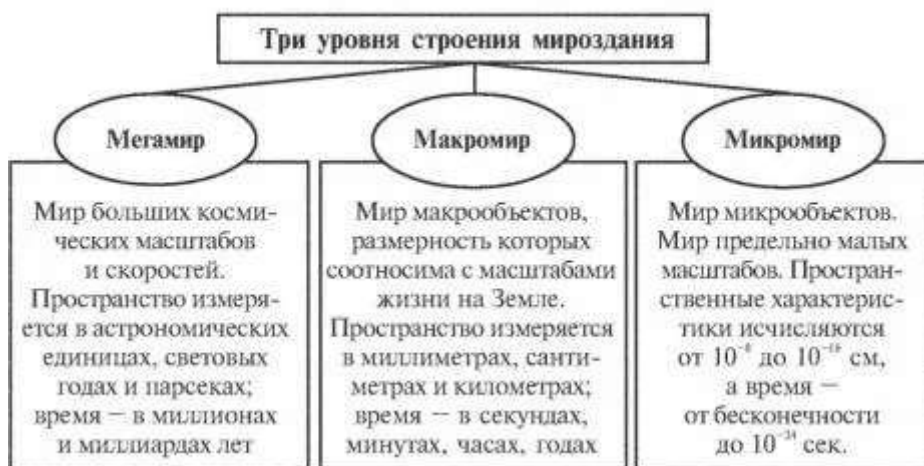 Три уровня строения мироздания
Мегамир
Мир больших косми-
ческих масштабов
и скоростей.
Пространство измеря-
ется в астрономических
единицах, световых
годах и парсеках;
время – в миллионах
и миллиардах лет
Макромир
Мир макрообъектов,
размерность которых
соотносима с масштабами
жизни на Земле.
Пространство измеряется
в миллиметрах, санти-
метрах и километрах;
время – в секундах,
минутах, часах, годах
Микромир
Мир микрообъектов.
Мир предельно малых
масштабов. Простран-
ственные характерис-
тики исчисляются
от 10⁻⁸ до 10⁻¹⁶ см,
а время –
от бесконечности
до 10⁻²⁴ сек.